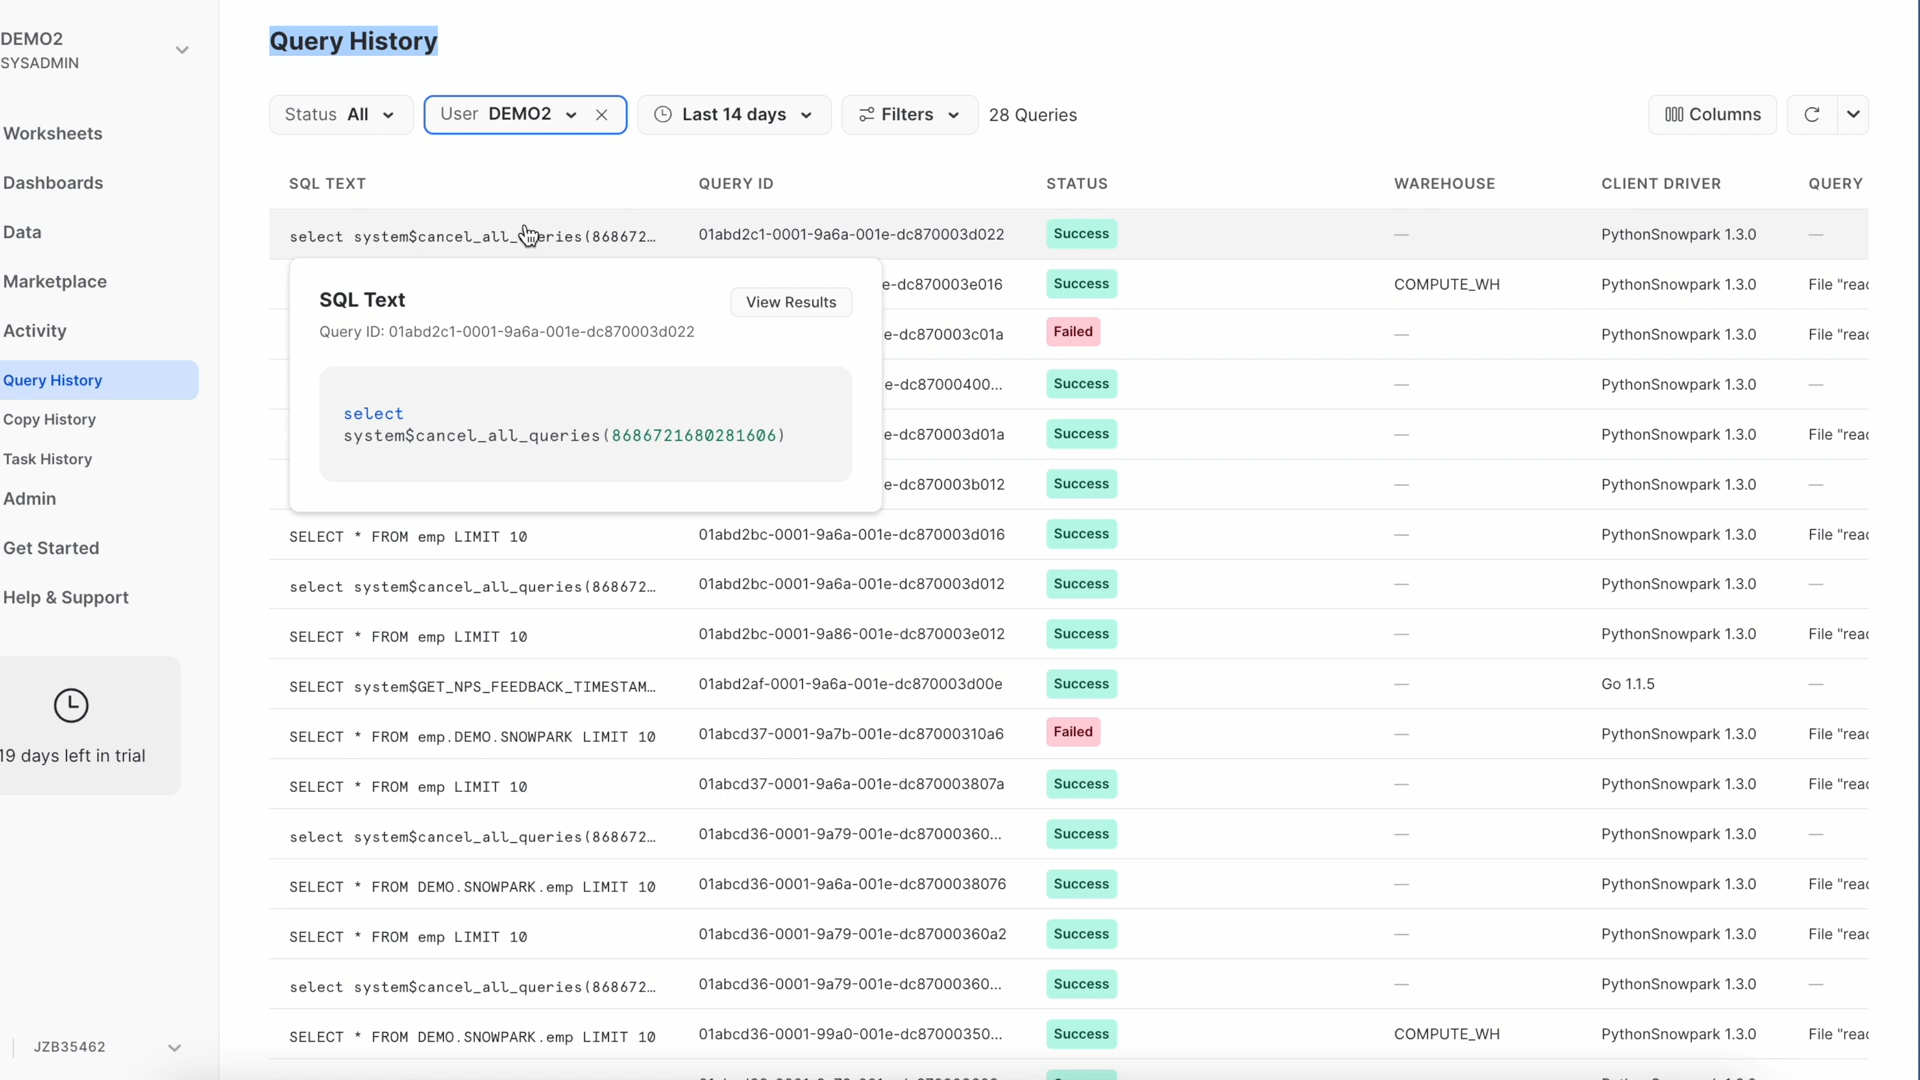 DEMO2
SYSADMIN
Worksheets
Dashboards
Data
Marketplace
Activity
Query History
Copy History
Task History
Admin
Get Started
Help & Support
19 days left in trial
JZB35462
Query History
Status All
User DEMO2
Last 14 days
Filters
28 Queries
Columns
SQL TEXT QUERY ID STATUS WAREHOUSE CLIENT DRIVER QUERY
select system$cancel_all_queries(868672… 01abd2c1-0001-9a6a-001e-dc870003d022 Success — PythonSnowpark 1.3.0 —
SQL Text
View Results
Query ID: 01abd2c1-0001-9a6a-001e-dc870003d022
select
system$cancel_all_queries(8686721680281606)
e-dc870003e016 Success COMPUTE_WH PythonSnowpark 1.3.0 File "read
e-dc870003c01a Failed — PythonSnowpark 1.3.0 File "read
e-dc87000400... Success — PythonSnowpark 1.3.0 —
e-dc870003d01a Success — PythonSnowpark 1.3.0 File "read
e-dc870003b012 Success — PythonSnowpark 1.3.0 —
SELECT * FROM emp LIMIT 10 01abd2bc-0001-9a6a-001e-dc870003d016 Success — PythonSnowpark 1.3.0 File "read
select system$cancel_all_queries(868672… 01abd2bc-0001-9a6a-001e-dc870003d012 Success — PythonSnowpark 1.3.0 —
SELECT * FROM emp LIMIT 10 01abd2bc-0001-9a86-001e-dc870003e012 Success — PythonSnowpark 1.3.0 File "read
SELECT system$GET_NPS_FEEDBACK_TIMESTAM… 01abd2af-0001-9a6a-001e-dc870003d00e Success — Go 1.1.5 —
SELECT * FROM emp.DEMO.SNOWPARK LIMIT 10 01abcd37-0001-9a7b-001e-dc87000310a6 Failed — PythonSnowpark 1.3.0 File "read
SELECT * FROM emp LIMIT 10 01abcd37-0001-9a6a-001e-dc870003807a Success — PythonSnowpark 1.3.0 File "read
select system$cancel_all_queries(868672… 01abcd36-0001-9a79-001e-dc87000360... Success — PythonSnowpark 1.3.0 —
SELECT * FROM DEMO.SNOWPARK.emp LIMIT 10 01abcd36-0001-9a6a-001e-dc8700038076 Success — PythonSnowpark 1.3.0 File "read
SELECT * FROM emp LIMIT 10 01abcd36-0001-9a79-001e-dc87000360a2 Success — PythonSnowpark 1.3.0 File "read
select system$cancel_all_queries(868672… 01abcd36-0001-9a79-001e-dc87000360... Success — PythonSnowpark 1.3.0 —
SELECT * FROM DEMO.SNOWPARK.emp LIMIT 10 01abcd36-0001-99a0-001e-dc87000350... Success COMPUTE_WH PythonSnowpark 1.3.0 File "read